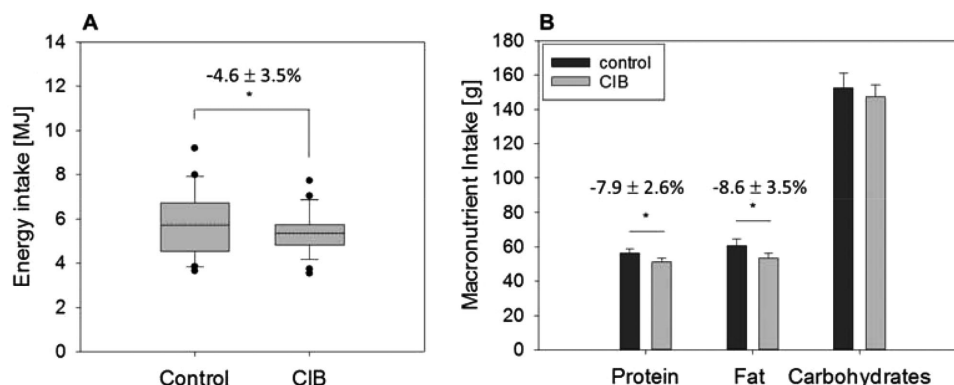 A
Energy intake [MJ]
14
12
10
8
6
4
2
0
-4.6 ± 3.5%
*
Control
CIB
B
Macronutrient Intake [g]
180
160
140
120
100
80
60
40
20
0
control
CIB
-7.9 ± 2.6%
-8.6 ± 3.5%
*
*
Protein
Fat
Carbohydrates